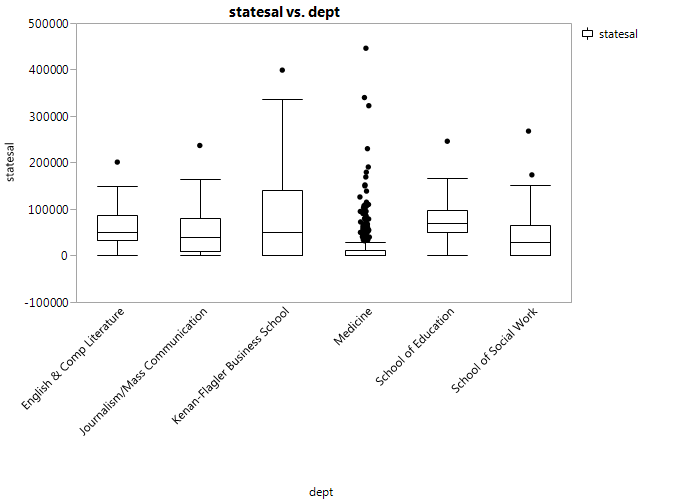 statesal vs. dept
statesal
statesal
500000
400000
300000
200000
100000
0
-100000
English & Comp Literature
Journalism/Mass Communication
Kenan-Flagler Business School
Medicine
School of Education
School of Social Work
dept